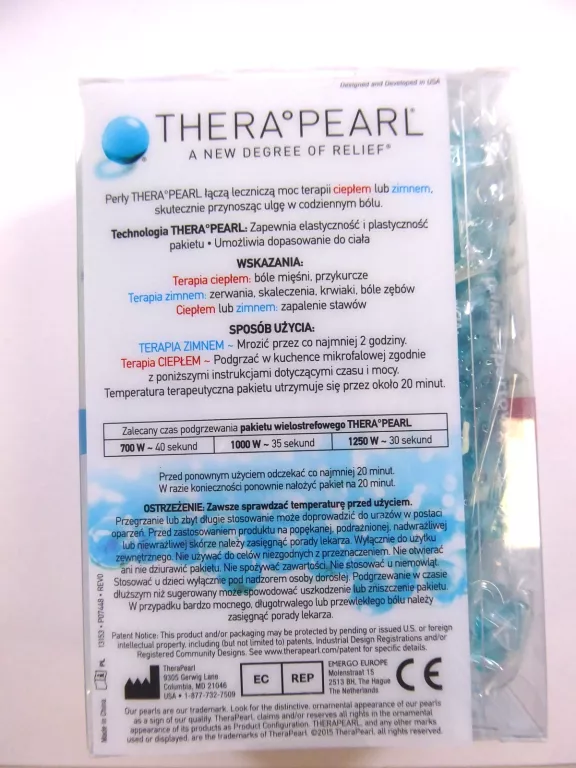 Designed and Developed in USA
THERA°PEARL®
A NEW DEGREE OF RELIEF®
Perły THERA°PEARL łączą leczniczą moc terapii ciepłem lub zimnem,
skutecznie przynosząc ulgę w codziennym bólu.
Technologia THERA°PEARL: Zapewnia elastyczność i plastyczność
pakietu • Umożliwia dopasowanie do ciała
WSKAZANIA:
Terapia ciepłem: bóle mięśni, przykurcze
Terapia zimnem: zerwania, skaleczenia, krwiaki, bóle zębów
Ciepłem lub zimnem: zapalenie stawów
SPOSÓB UŻYCIA:
TERAPIA ZIMNEM ~ Mrozić przez co najmniej 2 godziny.
Terapia CIEPŁEM ~ Podgrzać w kuchence mikrofalowej zgodnie
z poniższymi instrukcjami dotyczącymi czasu i mocy.
Temperatura terapeutyczna pakietu utrzymuje się przez około 20 minut.
Zalecany czas podgrzewania pakietu wielostrefowego THERA°PEARL
700 W ~ 40 sekund 1000 W ~ 35 sekund 1250 W ~ 30 sekund
Przed ponownym użyciem odczekać co najmniej 20 minut.
W razie konieczności ponownie nałożyć pakiet na 20 minut.
OSTRZEŻENIE: Zawsze sprawdzać temperaturę przed użyciem.
Przegrzanie lub zbyt długie stosowanie może doprowadzić do urazów w postaci
oparzeń. Przed zastosowaniem produktu na popękanej, podrażnionej, nadwrażliwej
lub niewrażliwej skórze należy zasięgnąć porady lekarza. Wyłącznie do użytku
zewnętrznego. Nie używać do celów niezgodnych z przeznaczeniem. Nie otwierać
ani nie dziurawić pakietu. Nie spożywać zawartości. Nie stosować u niemowląt.
Stosować u dzieci wyłącznie pod nadzorem osoby dorosłej. Podgrzewanie w czasie
dłuższym niż sugerowany może spowodować uszkodzenie lub zniszczenie pakietu.
W przypadku bardzo mocnego, długotrwałego lub przewlekłego bólu należy
zasięgnąć porady lekarza.
Patent Notice: This product and/or packaging may be protected by pending or issued U.S. or foreign
intellectual property, including (but not limited to) patents, Industrial Design Registrations and/or
Registered Community Designs. See www.therapearl.com/patent for specific details.
TheraPearl
9305 Gerwig Lane
Columbia, MD 21046
USA • 1-877-732-7509
EC REP
EMERGO EUROPE
Molenstraat 15
2513 BH, The Hague
The Netherlands
CE
Our pearls are our trademark. Look for the distinctive, ornamental appearance of our pearls
as a sign of our quality. TheraPearl claims and/or reserves all rights in the ornamental
appearance of its products as Product Configuration. THERAPEARL, and any other marks
used or displayed, are the trademarks of TheraPearl ©2015 TheraPearl all rights reserved.
Made in China PL 13153 • P07448 • REV0